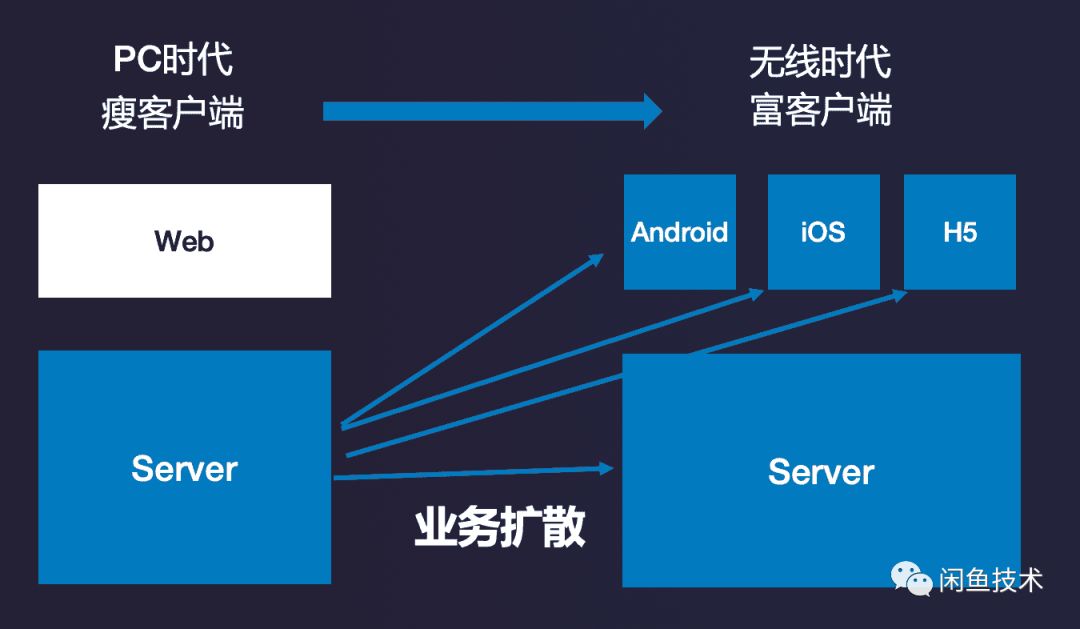 PC时代
瘦客户端
无线时代
富客户端
Web
Android
iOS
H5
Server
Server
业务扩散
闲鱼技术